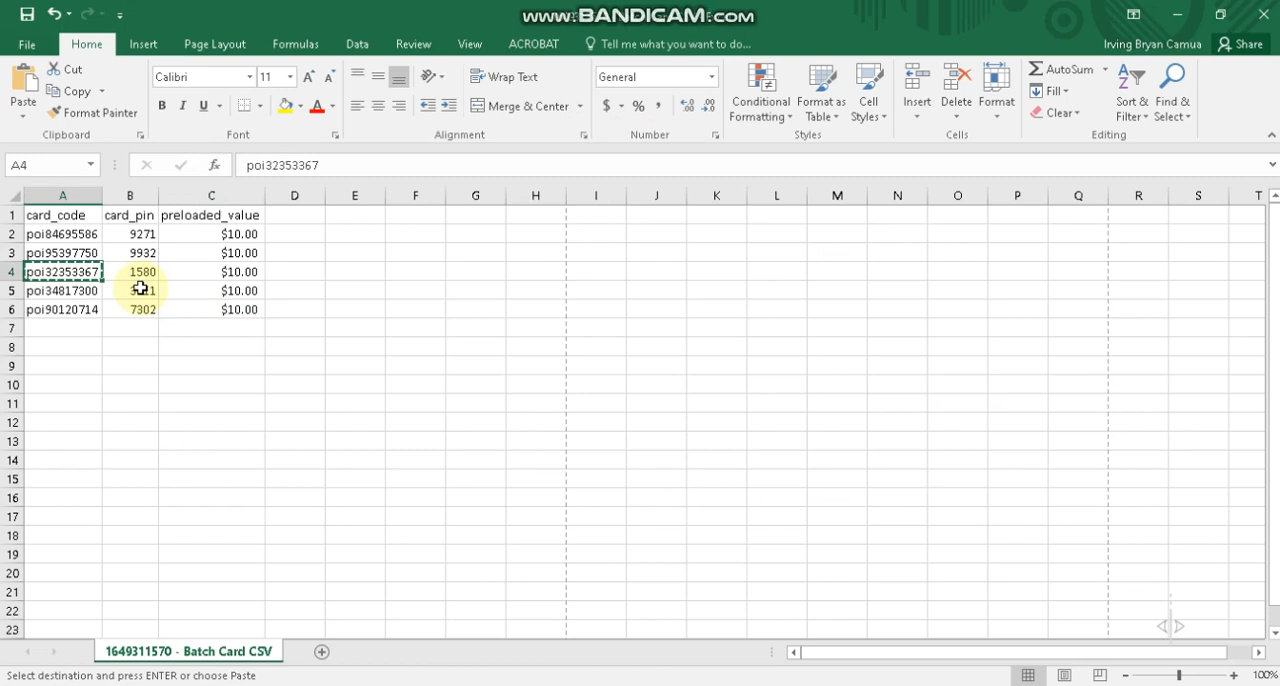 www.BANDICAM.com
File Home Insert Page Layout Formulas Data Review View ACROBAT Tell me what you want to do... Irving Bryan Camua Share
Paste
Cut
Copy
Format Painter
Clipboard
Calibri 11
B I U
Font
Wrap Text
Merge & Center
Alignment
General
$ % ,
Number
Conditional Formatting
Format as Table
Cell Styles
Styles
Insert Delete Format
Cells
AutoSum
Fill
Clear
Sort & Filter
Find & Select
Editing
A4 fx poi32353367
A B C D E F G H I J K L M N O P Q R S T
1 card_code card_pin preloaded_value
2 poi84695586 9271 $10.00
3 poi95397750 9932 $10.00
4 poi32353367 1580 $10.00
5 poi34817300 $10.00
6 poi90120714 7302 $10.00
7
8
9
10
11
12
13
14
15
16
17
18
19
20
21
22
23
1649311570 - Batch Card CSV
Select destination and press ENTER or choose Paste 100%